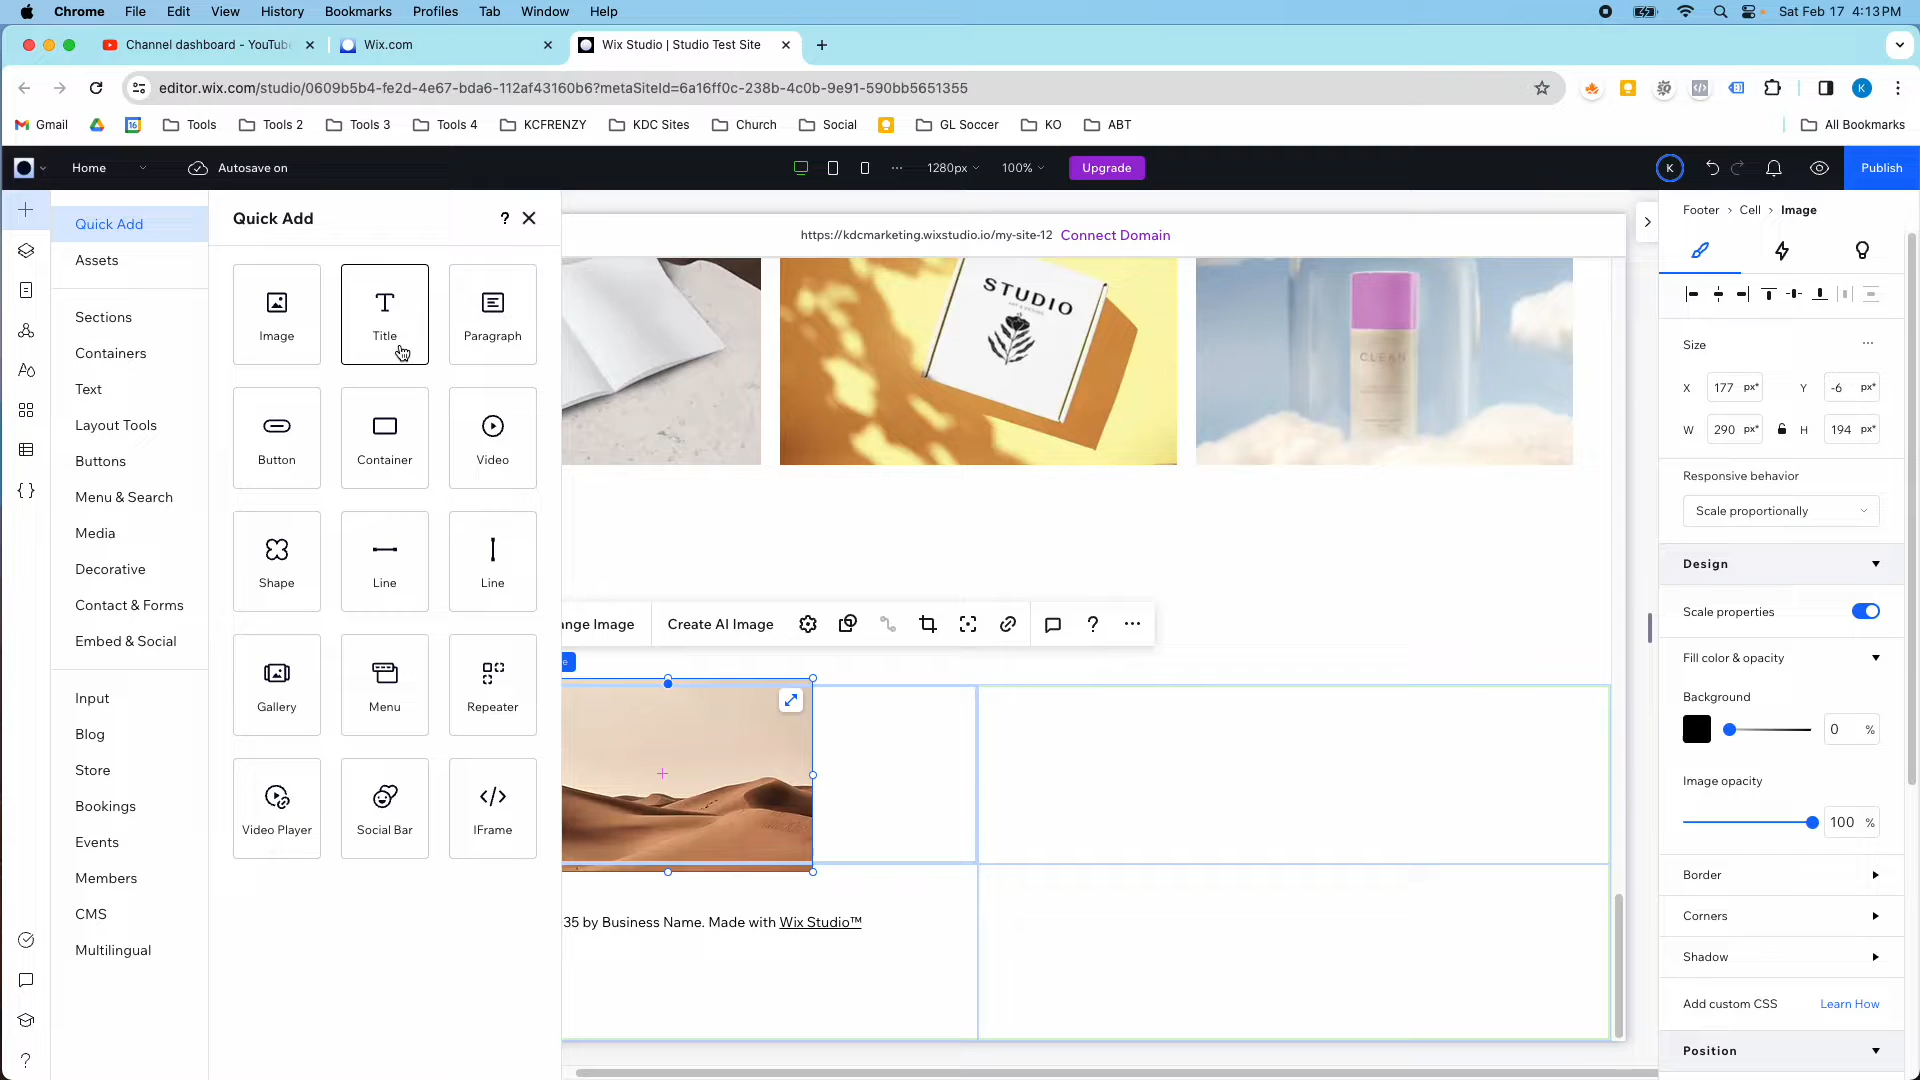 Chrome File Edit View History Bookmarks Profiles Tab Window Help Sat Feb 17 4:13 PM
Channel dashboard - YouTube Wix.com Wix Studio | Studio Test Site
editor.wix.com/studio/0609b5b4-fe2d-4e67-bda6-112af43160b6?metaSiteId=6a16ff0c-238b-4c0b-9e91-590bb5651355 K
Gmail 16 Tools Tools 2 Tools 3 Tools 4 KCFRENZY KDC Sites Church Social GL Soccer KO ABT All Bookmarks
Home Autosave on 1280px 100% Upgrade K Publish
Quick Add
Assets
Sections
Containers
Text
Layout Tools
Buttons
Menu & Search
Media
Decorative
Contact & Forms
Embed & Social
Input
Blog
Store
Bookings
Events
Members
CMS
Multilingual
Quick Add ?
Image Title Paragraph
Button Container Video
Shape Line Line
Gallery Menu Repeater
Video Player Social Bar IFrame
https://kdcmarketing.wixstudio.io/my-site-12 Connect Domain
STUDIO
CLEAN
ange Image Create AI Image ?
e
35 by Business Name. Made with Wix Studio™
Footer > Cell > Image
Size
X 177 px* Y -6 px*
W 290 px* H 194 px*
Responsive behavior
Scale proportionally
Design
Scale properties
Fill color & opacity
Background
0 %
Image opacity
100 %
Border
Corners
Shadow
Add custom CSS Learn How
Position